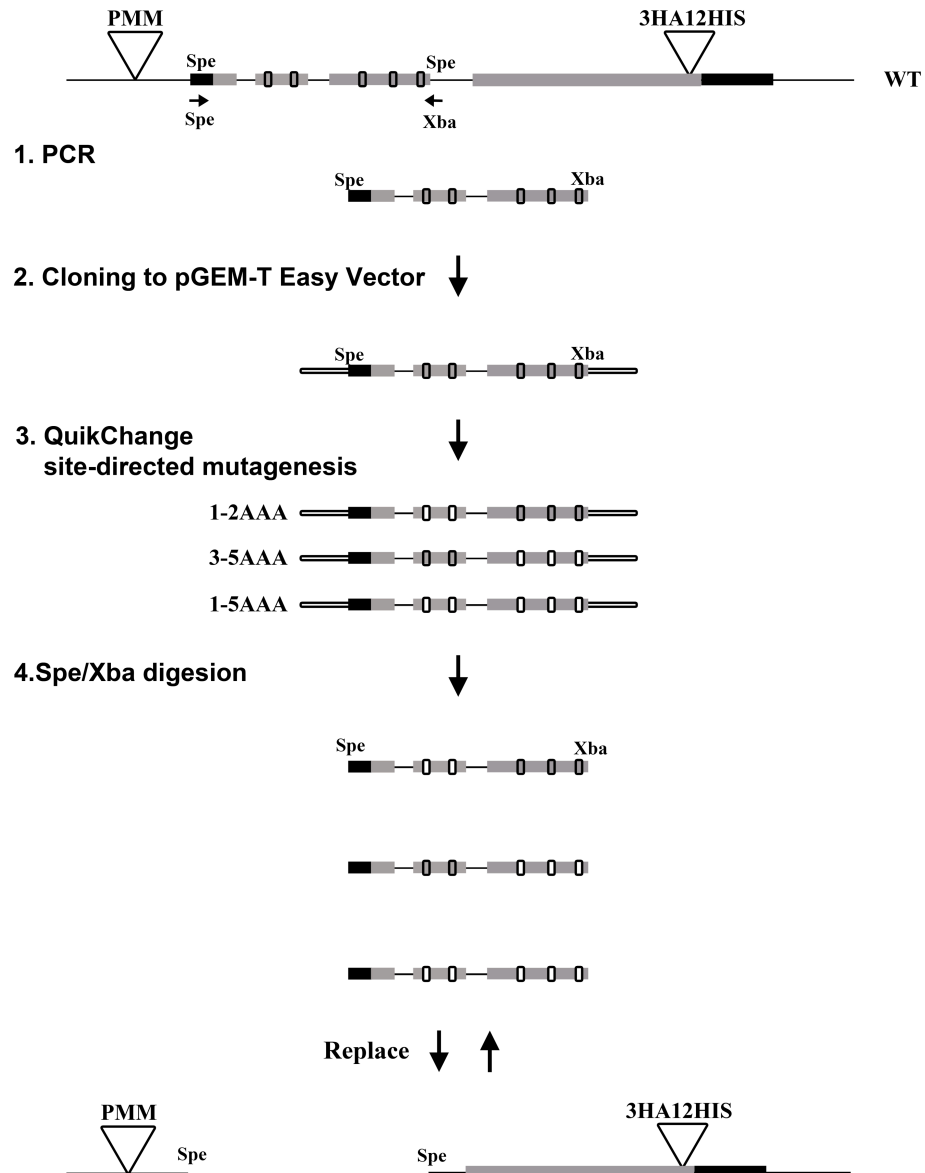 PMM
3HA12HIS
Spe
Spe
WT
Spe
Xba
1. PCR
Spe
Xba
2. Cloning to pGEM-T Easy Vector
Spe
Xba
3. QuikChange
site-directed mutagenesis
1-2AAA
3-5AAA
1-5AAA
4.Spe/Xba digesion
Spe
Xba
Replace
PMM
3HA12HIS
Spe
Spe